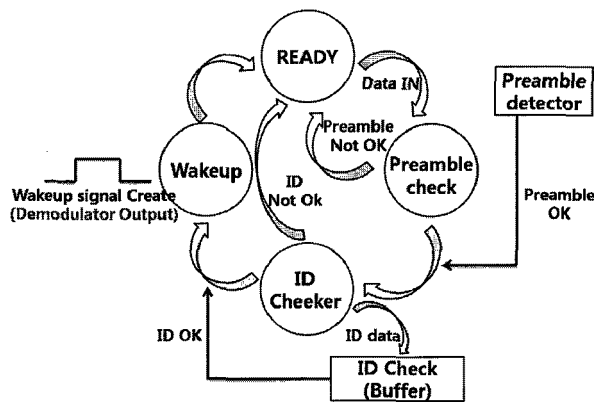 READY
Data IN
Preamble
detector
Preamble
Not OK
Preamble
check
Wakeup
ID
Not Ok
Preamble
OK
Wakeup signal Create
(Demodulator Output)
ID
Cheeker
ID OK
ID data
ID Check
(Buffer)